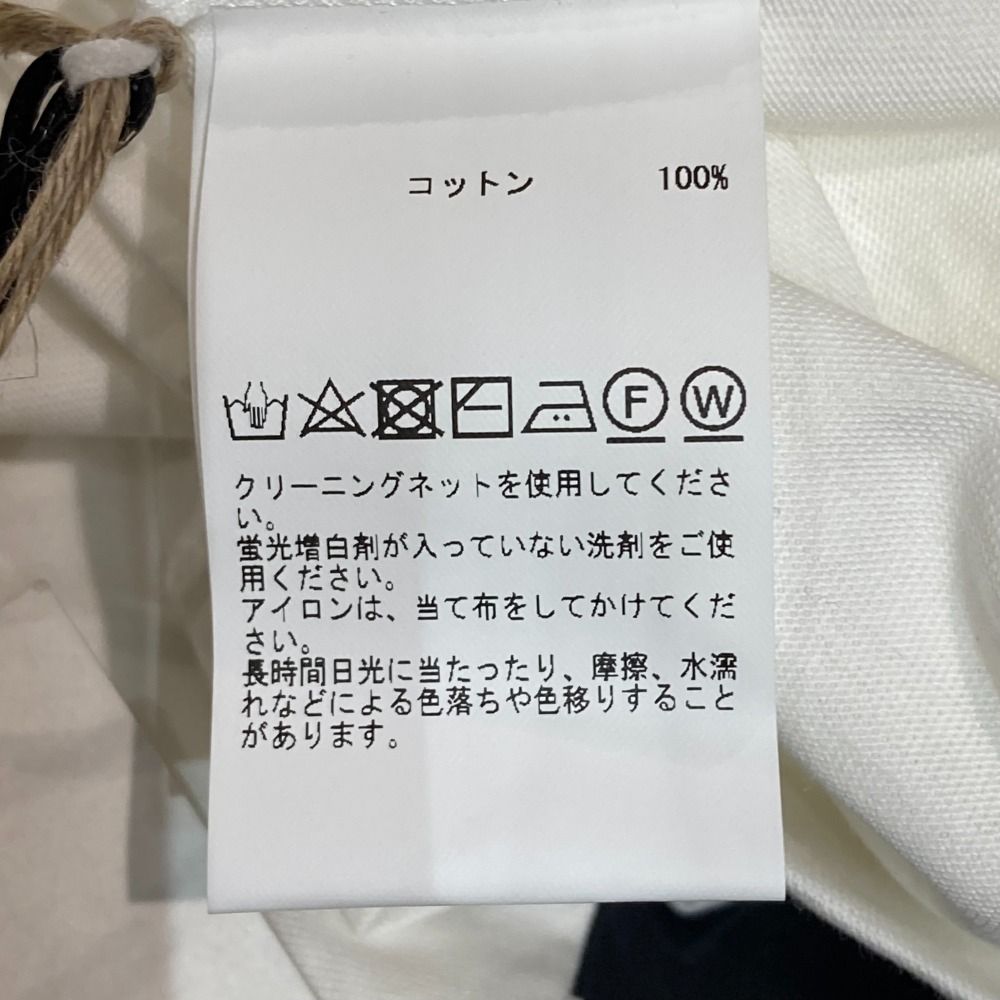 コットン 100%
F W
クリーニングネットを使用してくださ
い。
蛍光増白剤が入っていない洗剤をご使
用ください。
アイロンは、当て布をしてかけてくだ
さい。
長時間日光に当たったり、摩擦、水濡
れなどによる色落ちや色移りすること
があります。